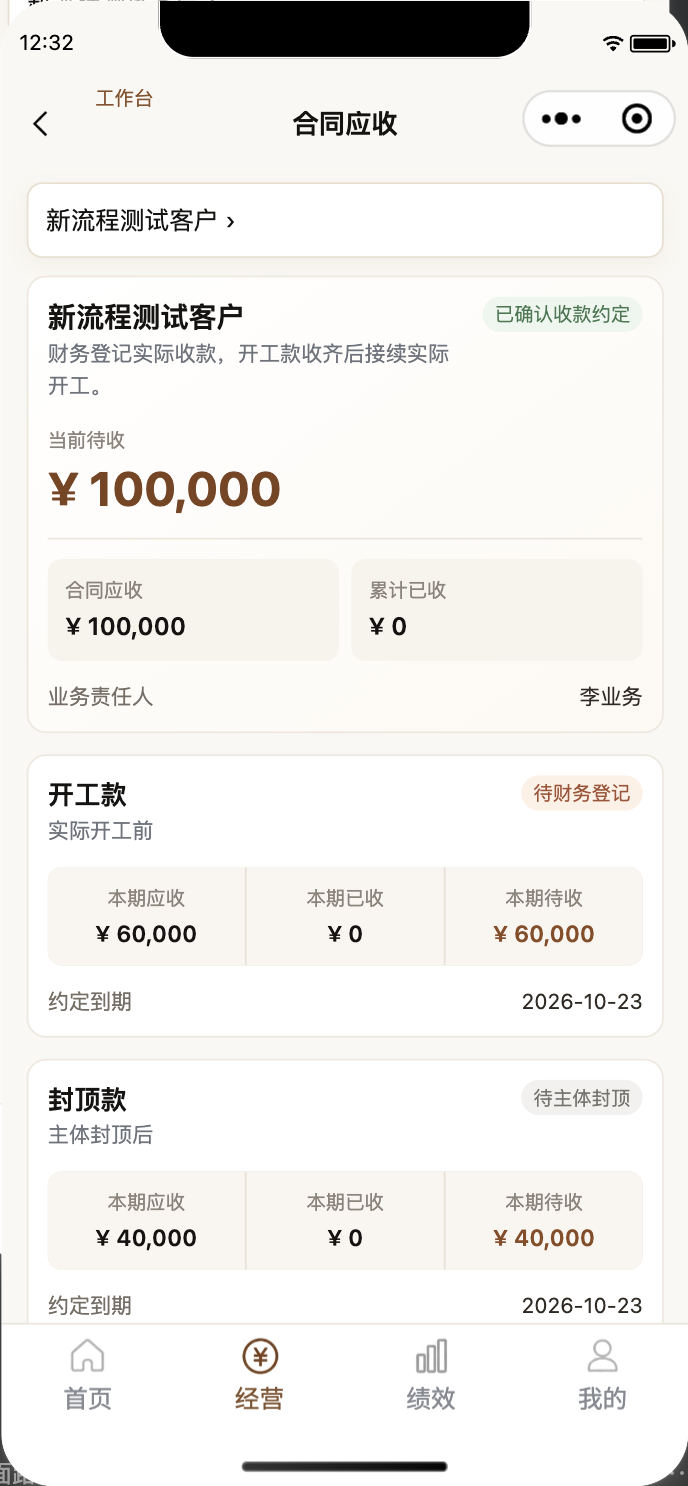 12:32
工作台
合同应收
新流程测试客户 ›
新流程测试客户
已确认收款约定
财务登记实际收款，开工款收齐后接续实际
开工。
当前待收
¥ 100,000
合同应收
累计已收
¥ 100,000
¥ 0
业务责任人
李业务
开工款
待财务登记
实际开工前
本期应收
本期已收
本期待收
¥ 60,000
¥ 0
¥ 60,000
约定到期
2026-10-23
封顶款
待主体封顶
主体封顶后
本期应收
本期已收
本期待收
¥ 40,000
¥ 0
¥ 40,000
约定到期
2026-10-23
首页
经营
绩效
我的